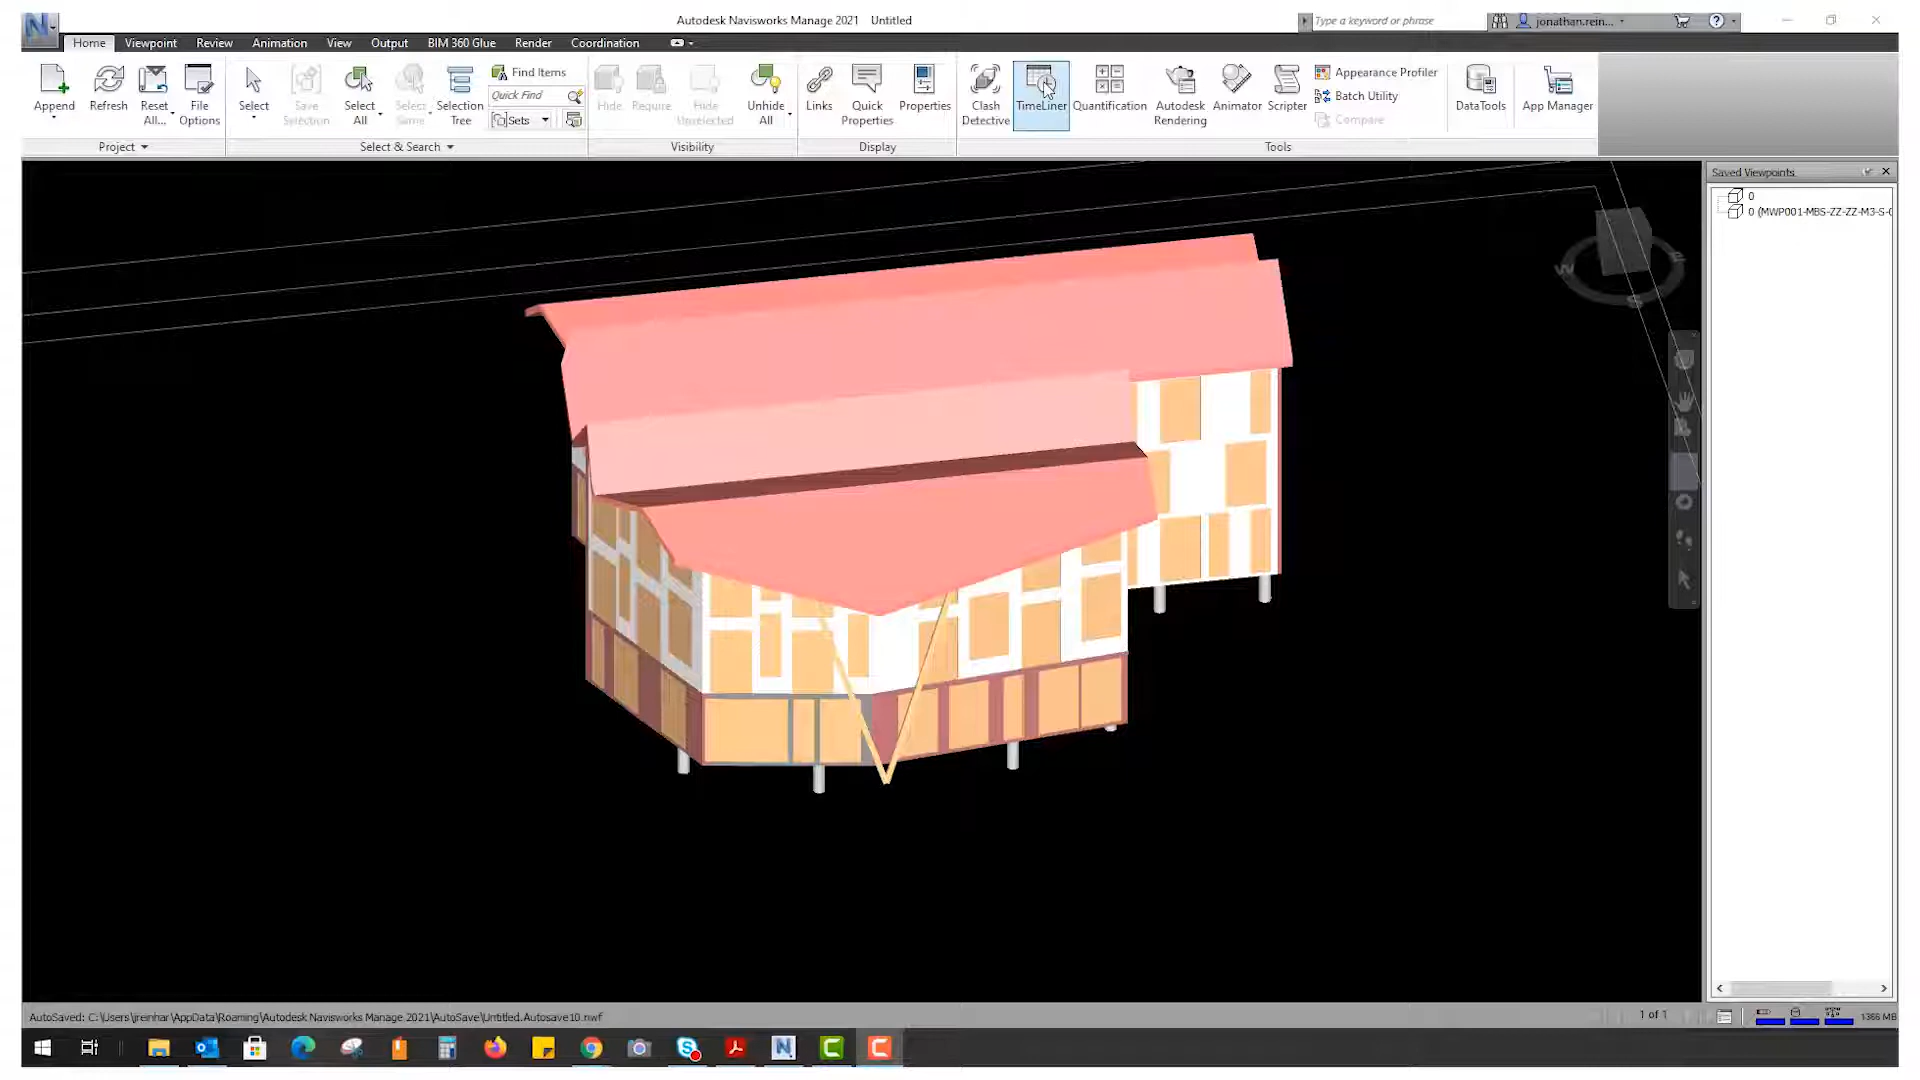 Autodesk Navisworks Manage 2021 Untitled
Type a keyword or phrase
jonathan.rein...
Home Viewpoint Review Animation View Output BIM 360 Glue Render Coordination
Append
Refresh
Reset All...
File Options
Project
Select
Save Selection
Select All
Select Same
Selection Tree
Find Items
Quick Find
Sets
Select & Search
Hide
Require
Hide Unselected
Unhide All
Visibility
Links
Quick Properties
Properties
Display
Clash Detective
TimeLiner
Quantification
Autodesk Rendering
Animator
Scripter
Appearance Profiler
Batch Utility
Compare
Tools
DataTools
App Manager
Saved Viewpoints
0
0 (MWP001-MBS-ZZ-ZZ-M3-S-0
W
S
E
AutoSaved: C:\Users\jreinhar\AppData\Roaming\Autodesk Navisworks Manage 2021\AutoSave\Untitled.Autosave10.nwf
1 of 1
1366 MB